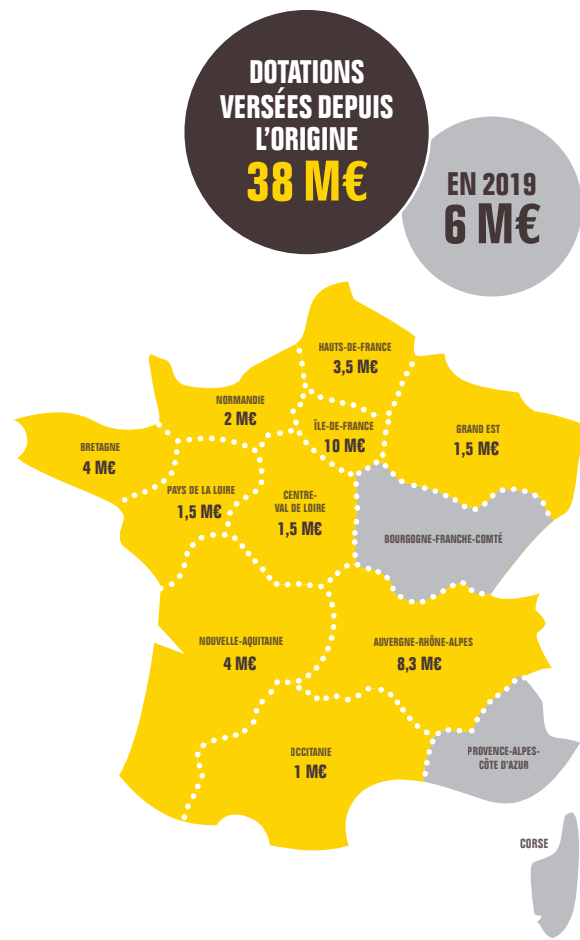 DOTATIONS
VERSÉES DEPUIS
L'ORIGINE
38 M€
EN 2019
6 M€
HAUTS-DE-FRANCE
3,5 M€
NORMANDIE
2 M€
ÎLE-DE-FRANCE
10 M€
GRAND EST
1,5 M€
BRETAGNE
4 M€
PAYS DE LA LOIRE
1,5 M€
CENTRE-
VAL DE LOIRE
1,5 M€
BOURGOGNE-FRANCHE-COMTÉ
NOUVELLE-AQUITAINE
4 M€
AUVERGNE-RHÔNE-ALPES
8,3 M€
OCCITANIE
1 M€
PROVENCE-ALPES-
CÔTE D'AZUR
CORSE